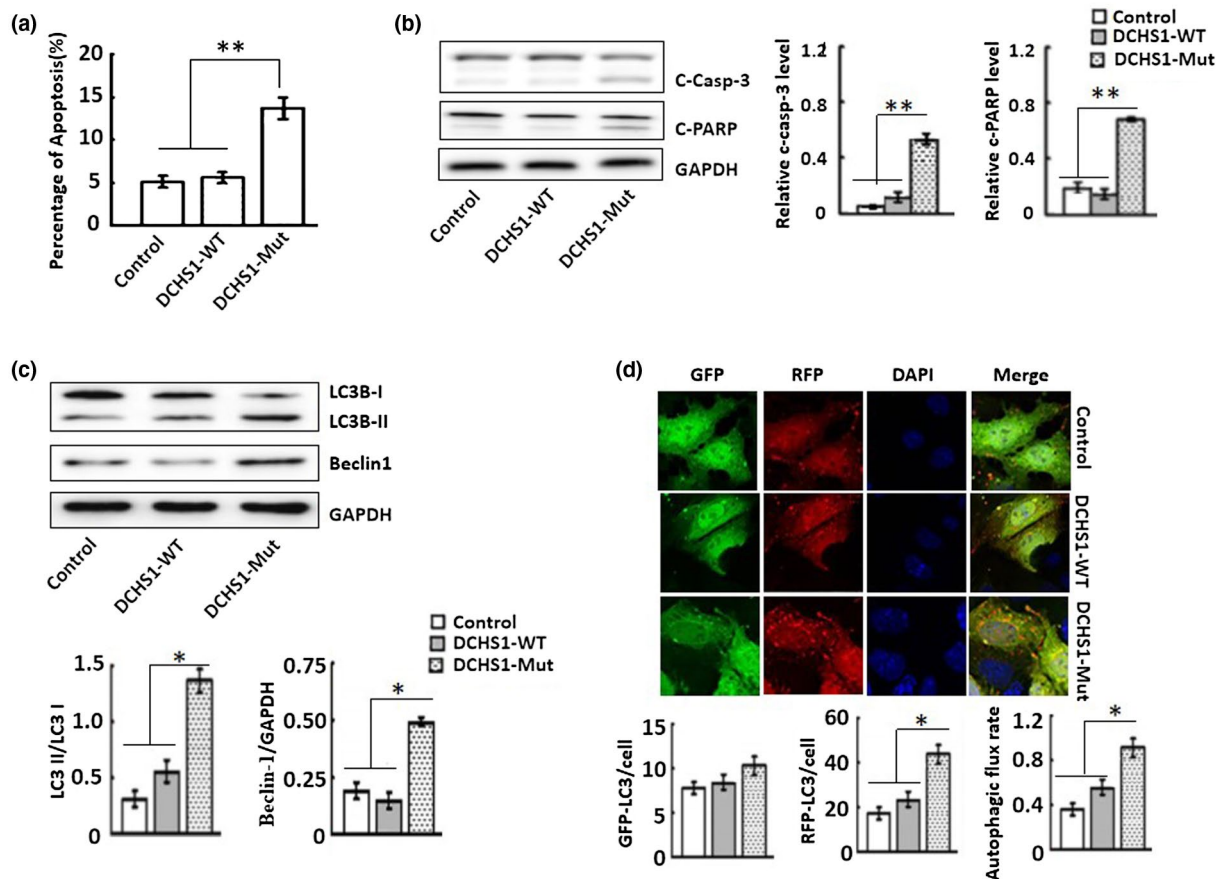 (a)
Percentage of Apoptosis(%)
20
15
10
5
0
**
Control
DCHS1-WT
DCHS1-Mut
(b)
C-Casp-3
C-PARP
GAPDH
Control
DCHS1-WT
DCHS1-Mut
Relative c-casp-3 level
1.2
0.8
0.4
0
**
Relative c-PARP level
1.2
0.8
0.4
0
**
Control
DCHS1-WT
DCHS1-Mut
(c)
LC3B-I
LC3B-II
Beclin1
GAPDH
Control
DCHS1-WT
DCHS1-Mut
LC3 II/LC3 I
1.5
1.0
0.5
0
*
Beclin-1/GAPDH
0.75
0.50
0.25
0
*
Control
DCHS1-WT
DCHS1-Mut
(d)
GFP
RFP
DAPI
Merge
Control
DCHS1-WT
DCHS1-Mut
GFP-LC3/cell
15
10
5
0
RFP-LC3/cell
60
40
20
0
*
Autophagic flux rate
1.2
0.8
0.4
0
*